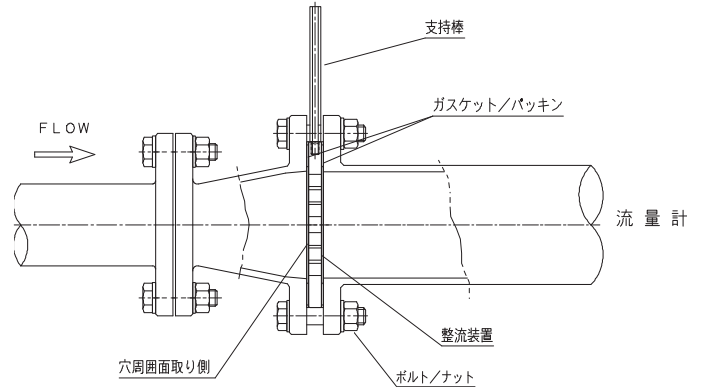 支持棒
ガスケット／パッキン
ＦＬＯＷ
流量計
整流装置
穴周囲面取り側
ボルト／ナット